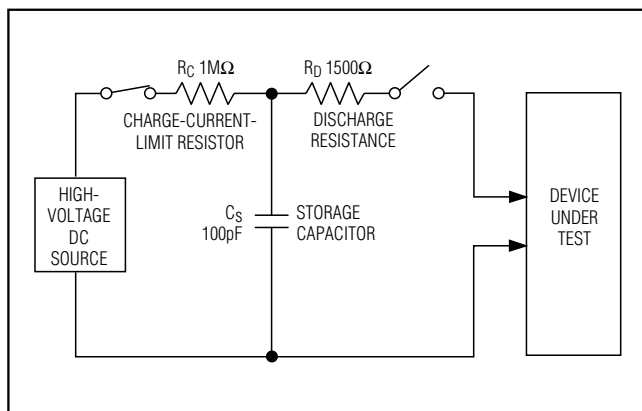 R_C 1MΩ
CHARGE-CURRENT-
LIMIT RESISTOR
R_D 1500Ω
DISCHARGE
RESISTANCE
HIGH-
VOLTAGE
DC
SOURCE
C_S
100pF
STORAGE
CAPACITOR
DEVICE
UNDER
TEST